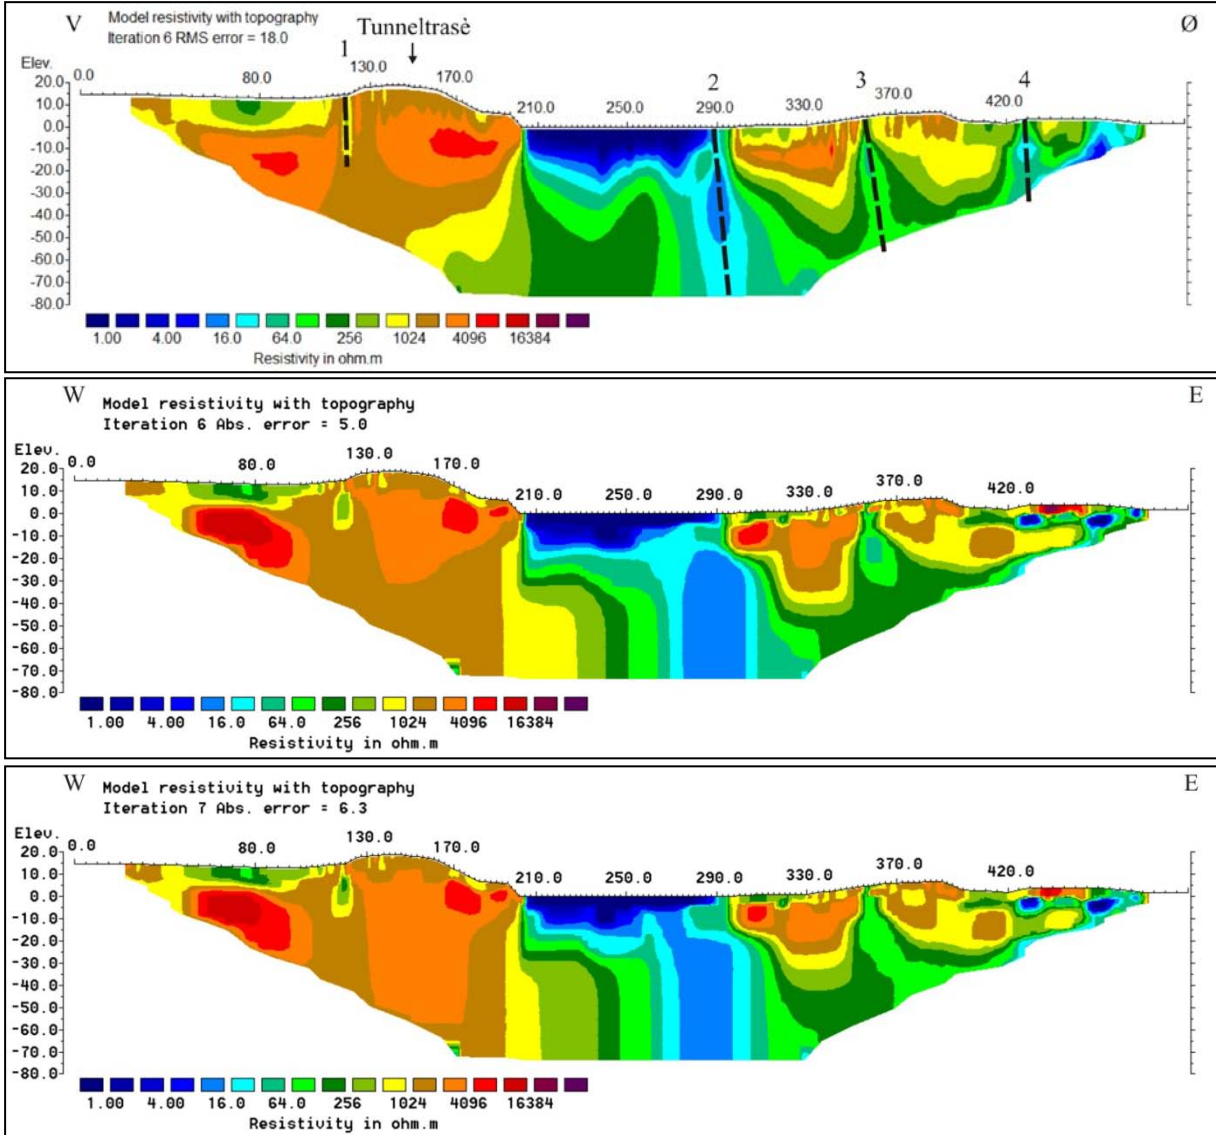 V Model resistivity with topography Tunneltrasè Ø
Iteration 6 RMS error = 18.0
1 2 3 4
Elev.
0.0 80.0 130.0 170.0 210.0 250.0 290.0 330.0 370.0 420.0
20.0
10.0
0.0
-10.0
-20.0
-30.0
-40.0
-50.0
-60.0
-70.0
-80.0
1.00 4.00 16.0 64.0 256 1024 4096 16384
Resistivity in ohm.m
W Model resistivity with topography E
Iteration 6 Abs. error = 5.0
Elev.
0.0 80.0 130.0 170.0 210.0 250.0 290.0 330.0 370.0 420.0
20.0
10.0
0.0
-10.0
-20.0
-30.0
-40.0
-50.0
-60.0
-70.0
-80.0
1.00 4.00 16.0 64.0 256 1024 4096 16384
Resistivity in ohm.m
W Model resistivity with topography E
Iteration 7 Abs. error = 6.3
Elev.
0.0 80.0 130.0 170.0 210.0 250.0 290.0 330.0 370.0 420.0
20.0
10.0
0.0
-10.0
-20.0
-30.0
-40.0
-50.0
-60.0
-70.0
-80.0
1.00 4.00 16.0 64.0 256 1024 4096 16384
Resistivity in ohm.m